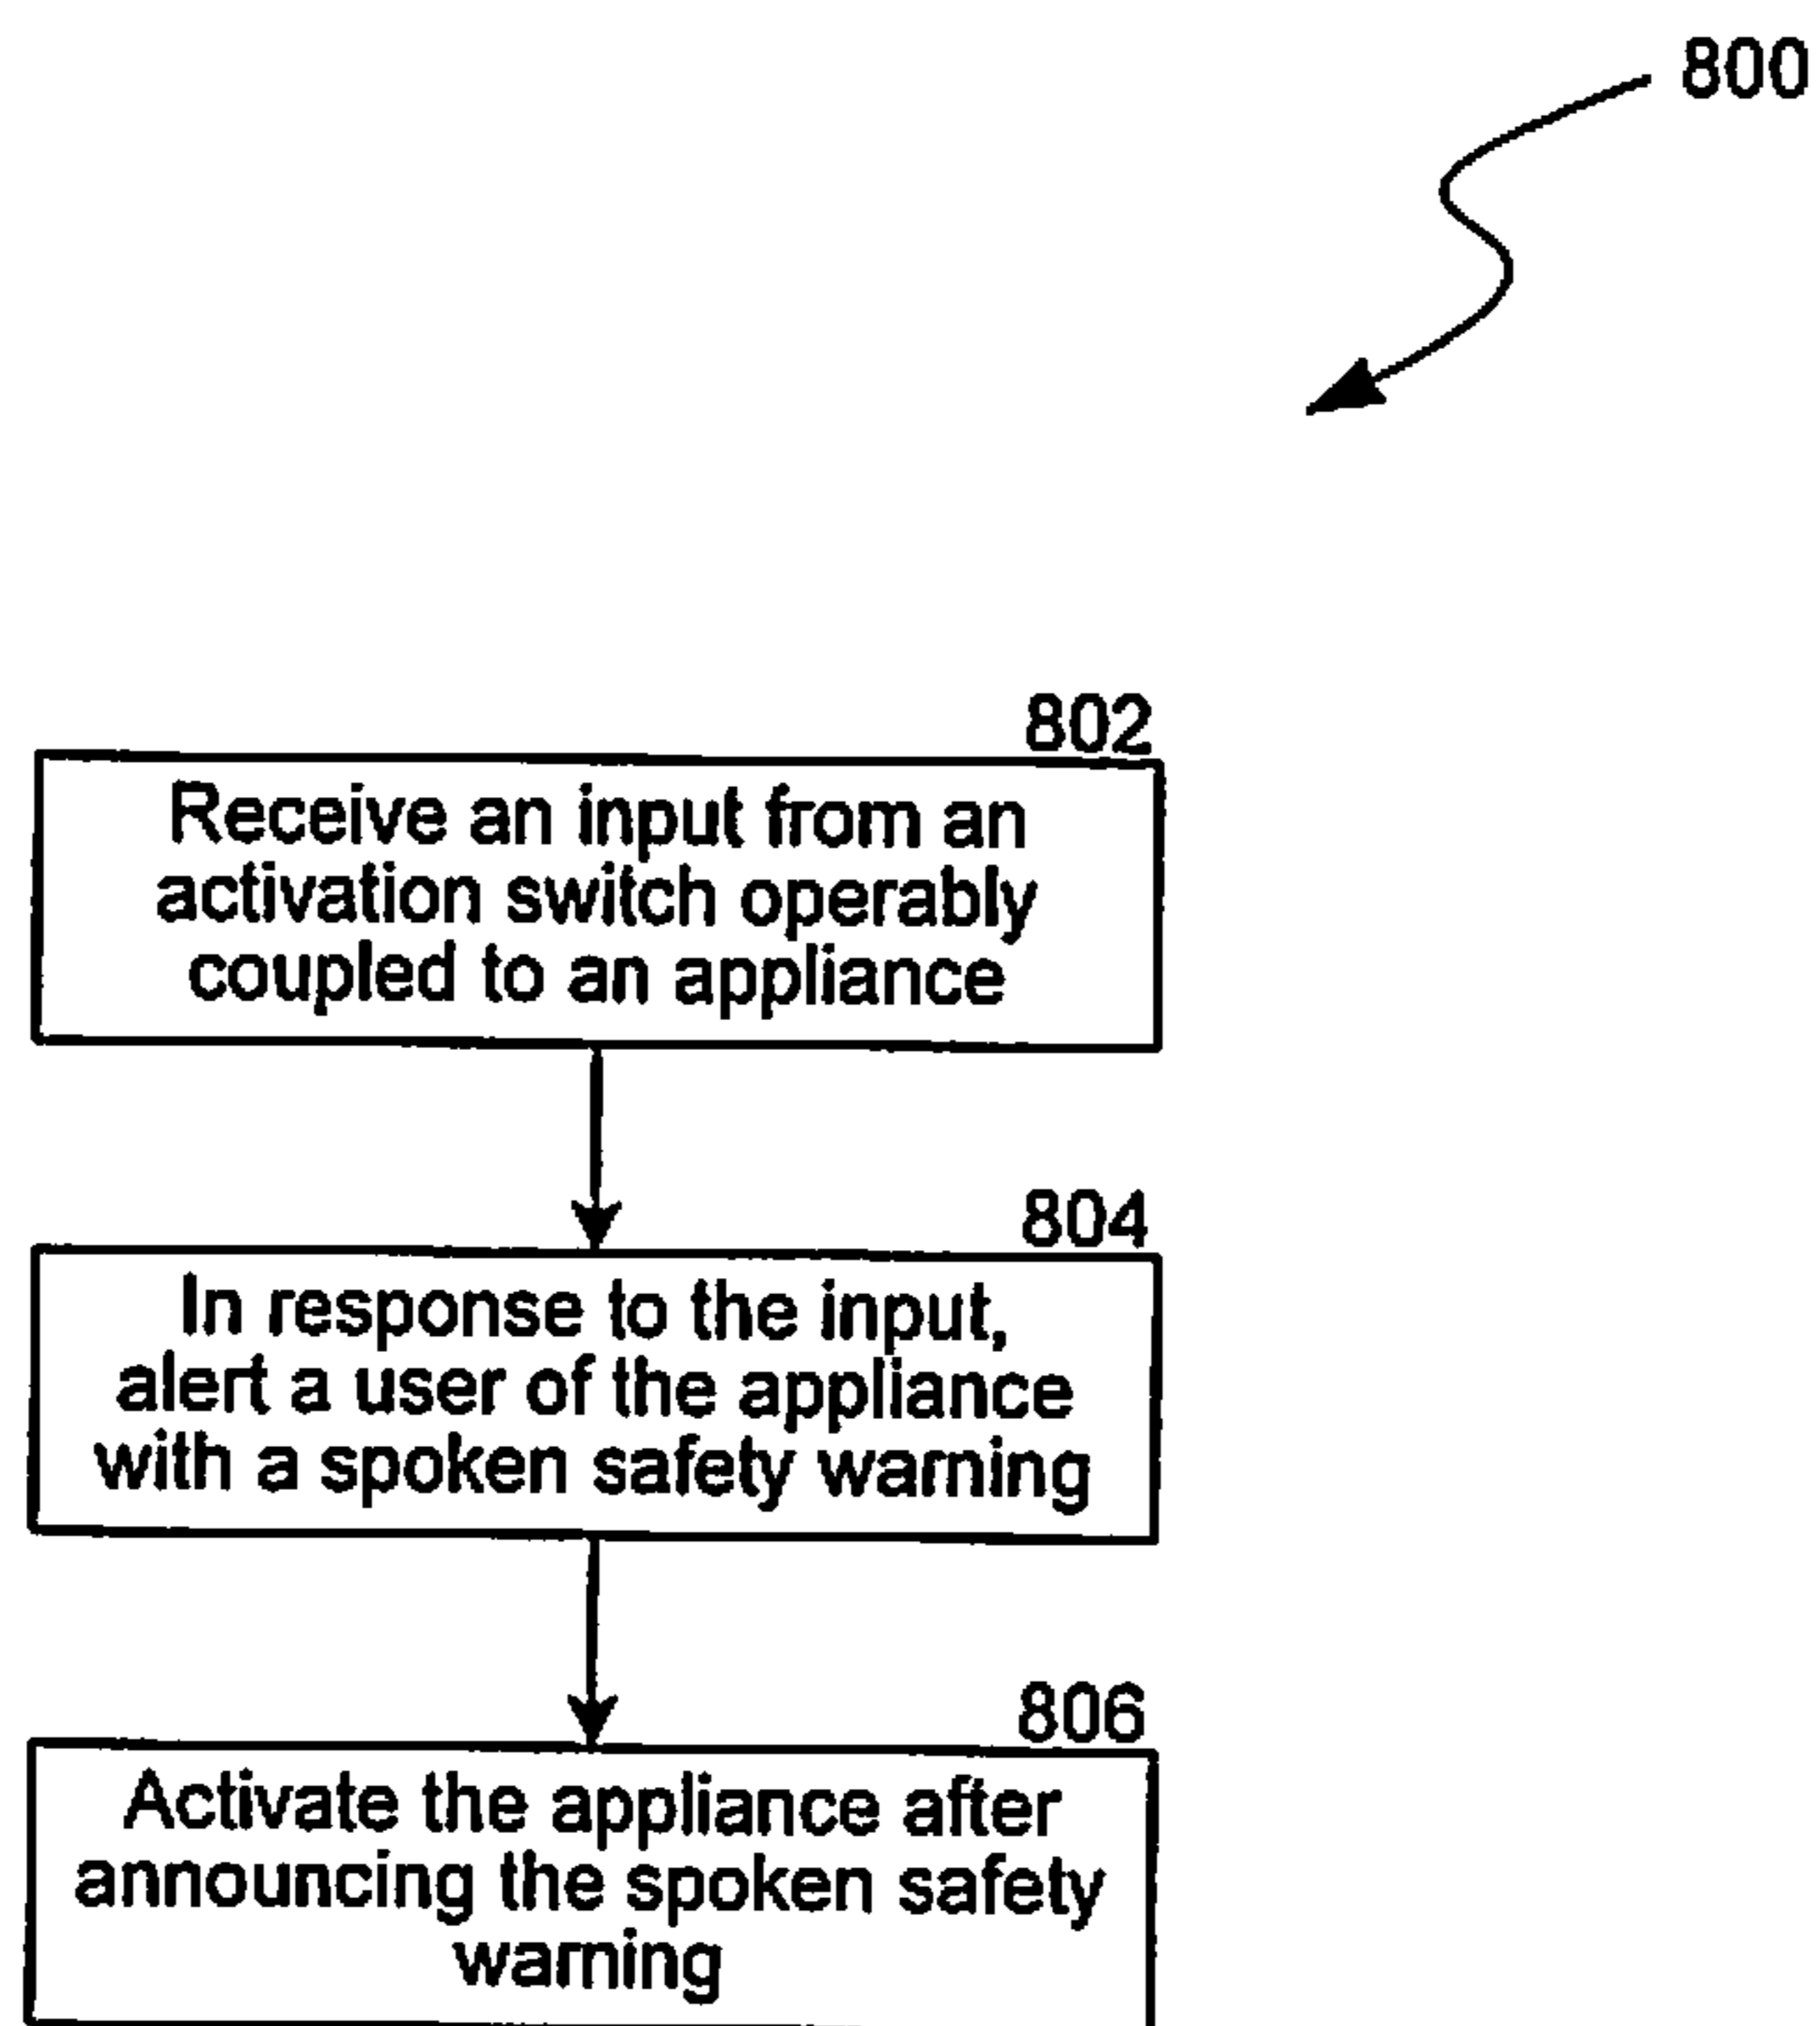 800
802
Receive an input from an
activation switch operably
coupled to an appliance
804
In response to the input,
alert a user of the appliance
with a spoken safety warning
806
Activate the appliance after
announcing the spoken safety
warning